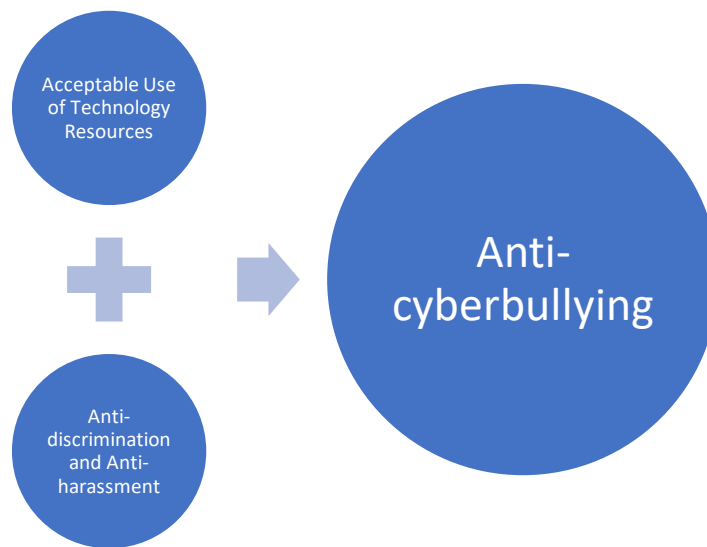 Acceptable Use
of Technology
Resources
Anti-
discrimination
and Anti-
harassment
Anti-
cyberbullying